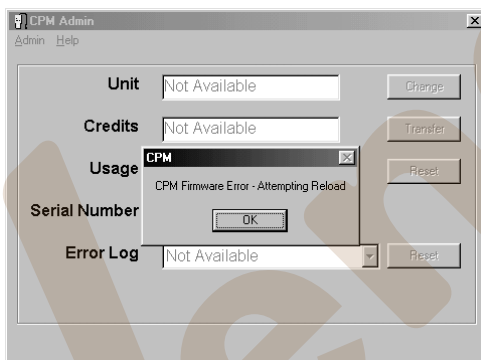 CPM Admin
Admin Help
Unit Not Available Change
Credits Not Available Transfer
Usage Reset
CPM
CPM Firmware Error - Attempting Reload
OK
Serial Number
Error Log Not Available Reset